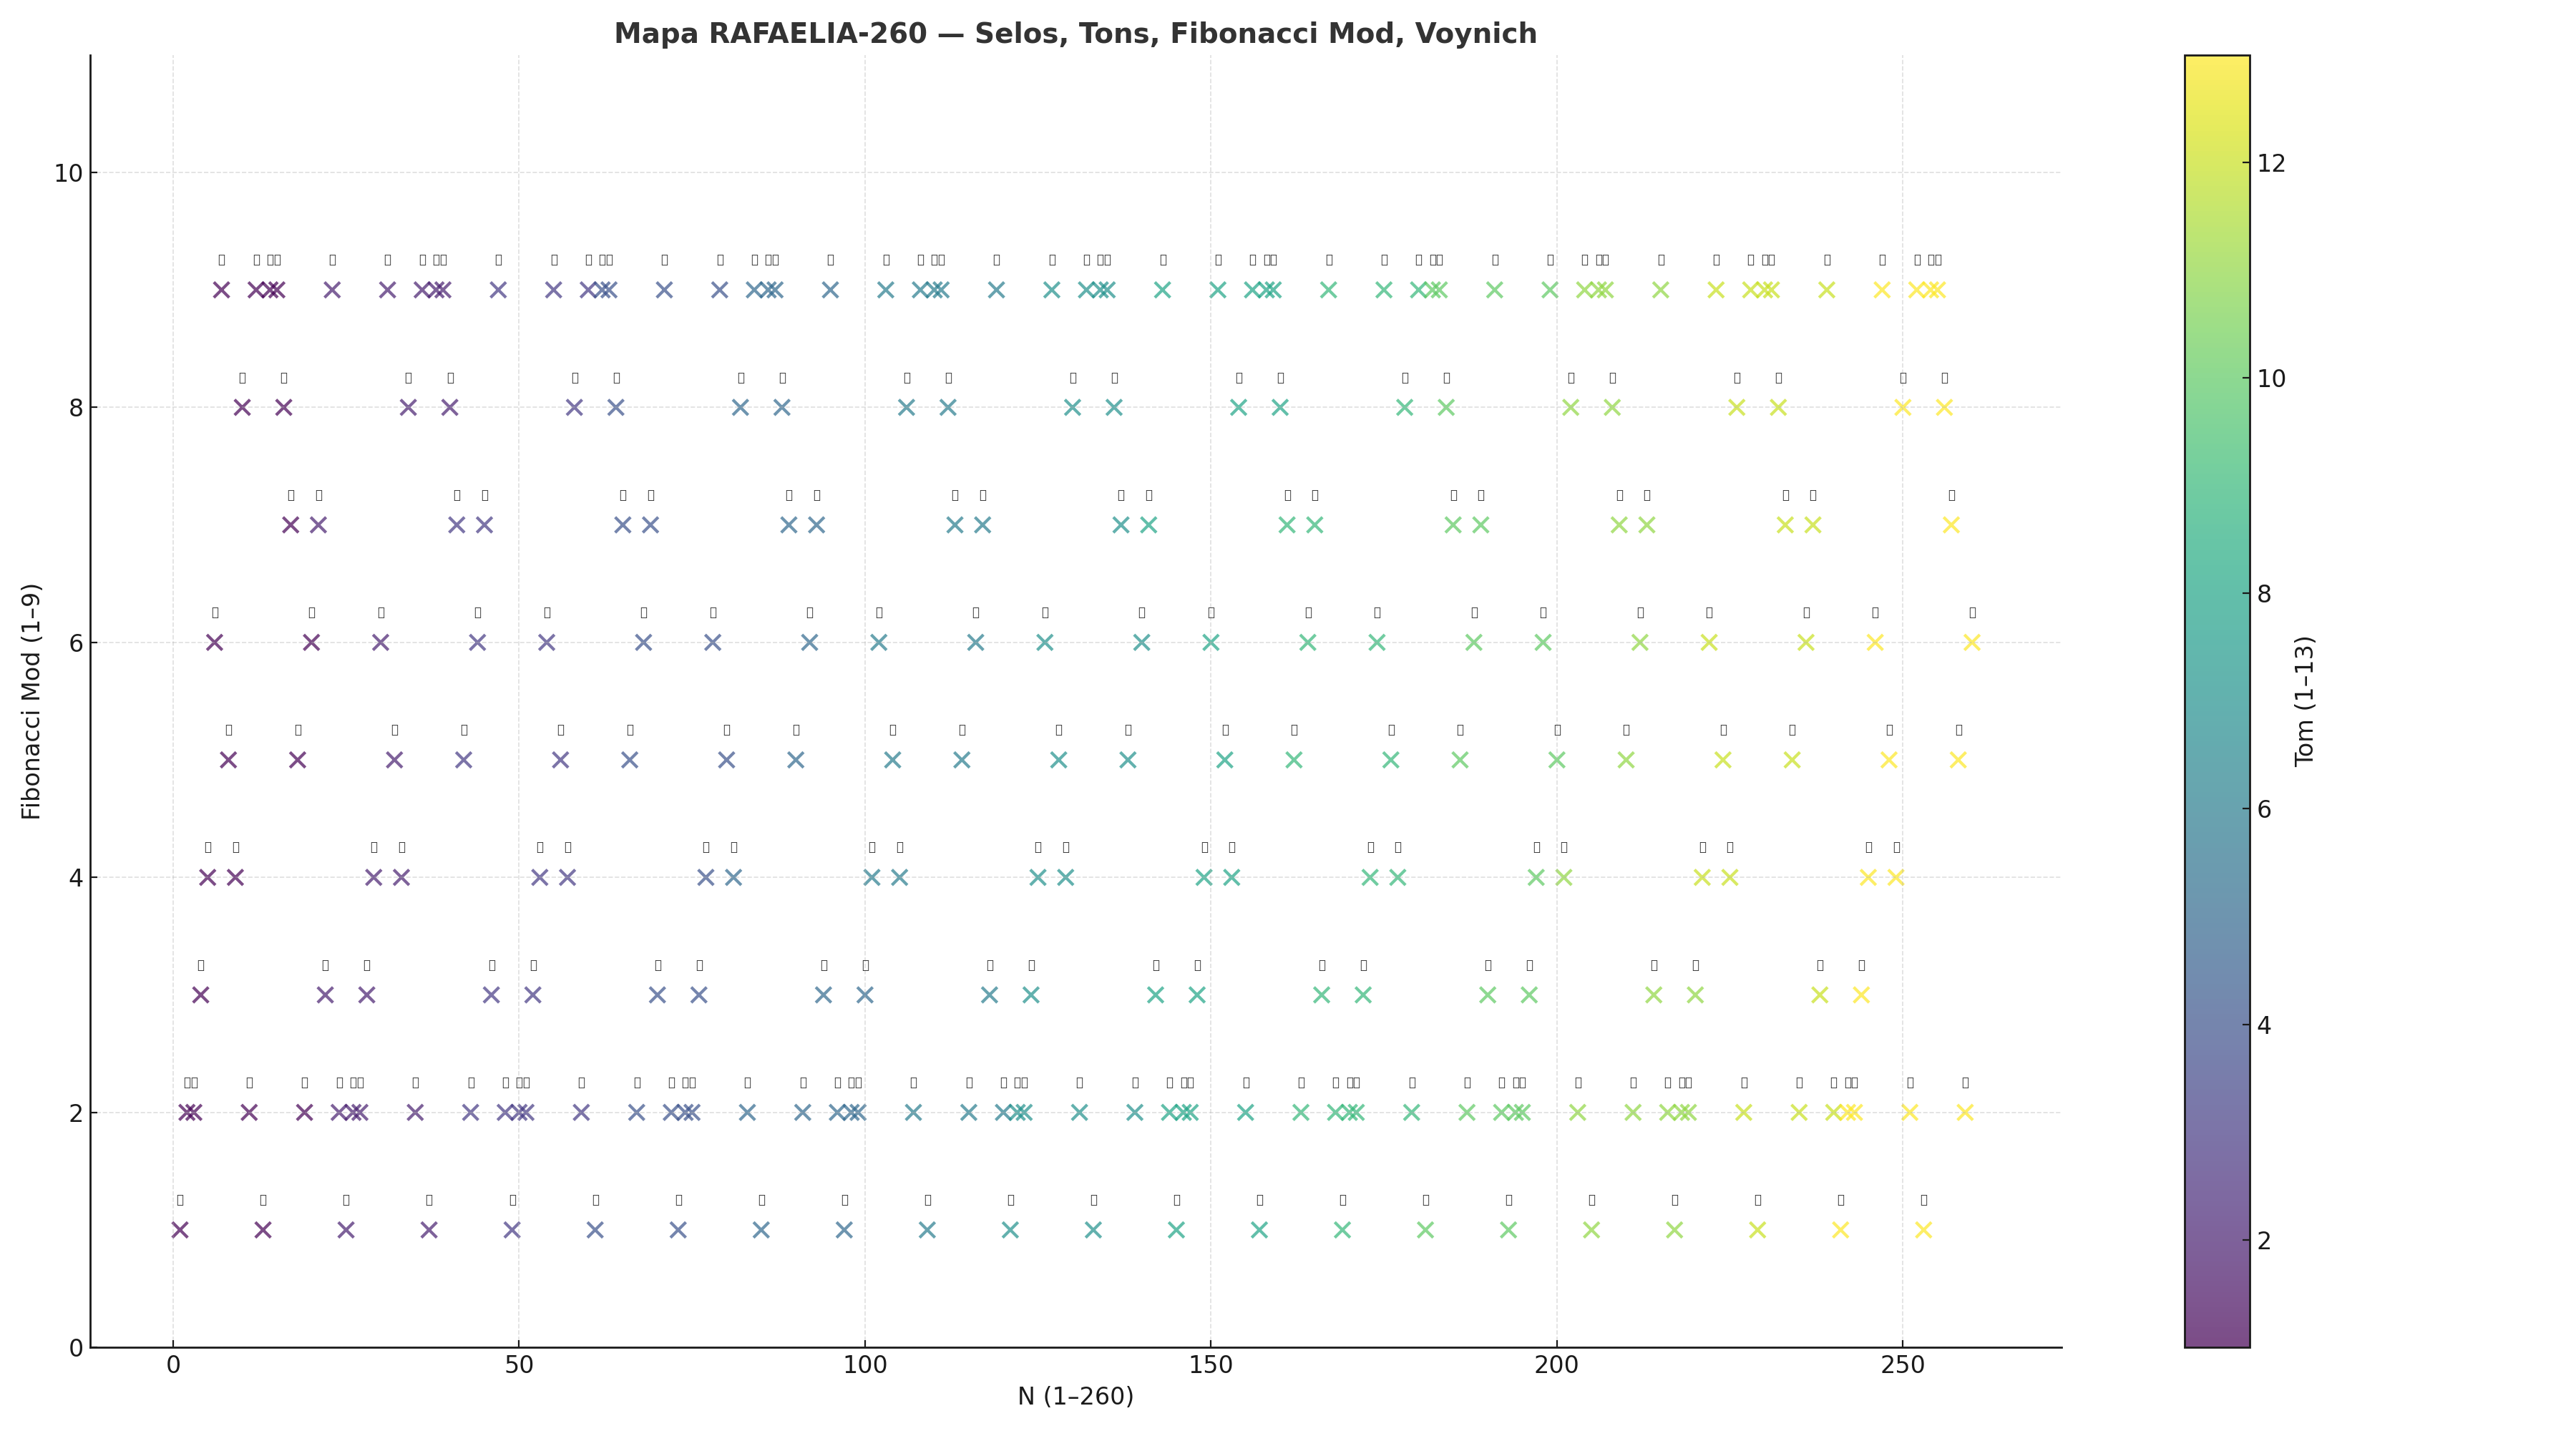 Mapa RAFAELIA-260 — Selos, Tons, Fibonacci Mod, Voynich
Fibonacci Mod (1–9)
10
8
6
4
2
0
0 50 100 150 200 250
N (1–260)
12
10
8
6
4
2
Tom (1–13)